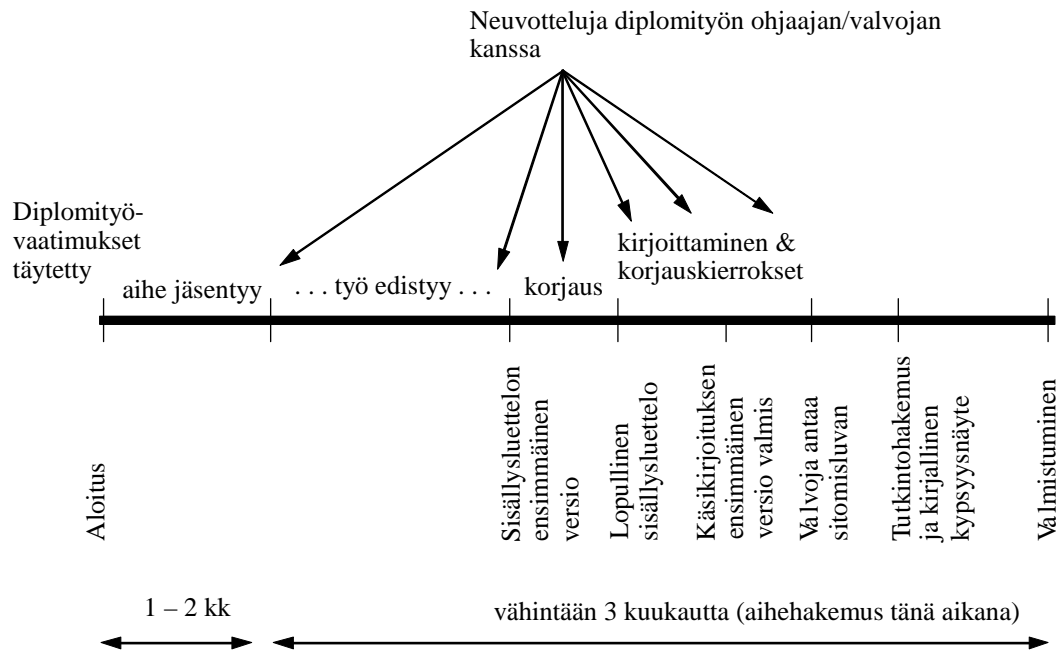 Neuvotteluja diplomityön ohjaajan/valvojan
kanssa
Diplomityö-
vaatimukset
täytetty
kirjoittaminen &
korjauskierrokset
aihe jäsentyy
. . . työ edistyy . . .
korjaus
Aloitus
Sisällysluettelon
ensimmäinen
versio
Lopullinen
sisällysluettelo
Käsikirjoituksen
ensimmäinen
versio valmis
Valvoja antaa
sitomisluvan
Tutkintohakemus
ja kirjallinen
kypsyysnäyte
Valmistuminen
1 – 2 kk
vähintään 3 kuukautta (aihehakemus tänä aikana)